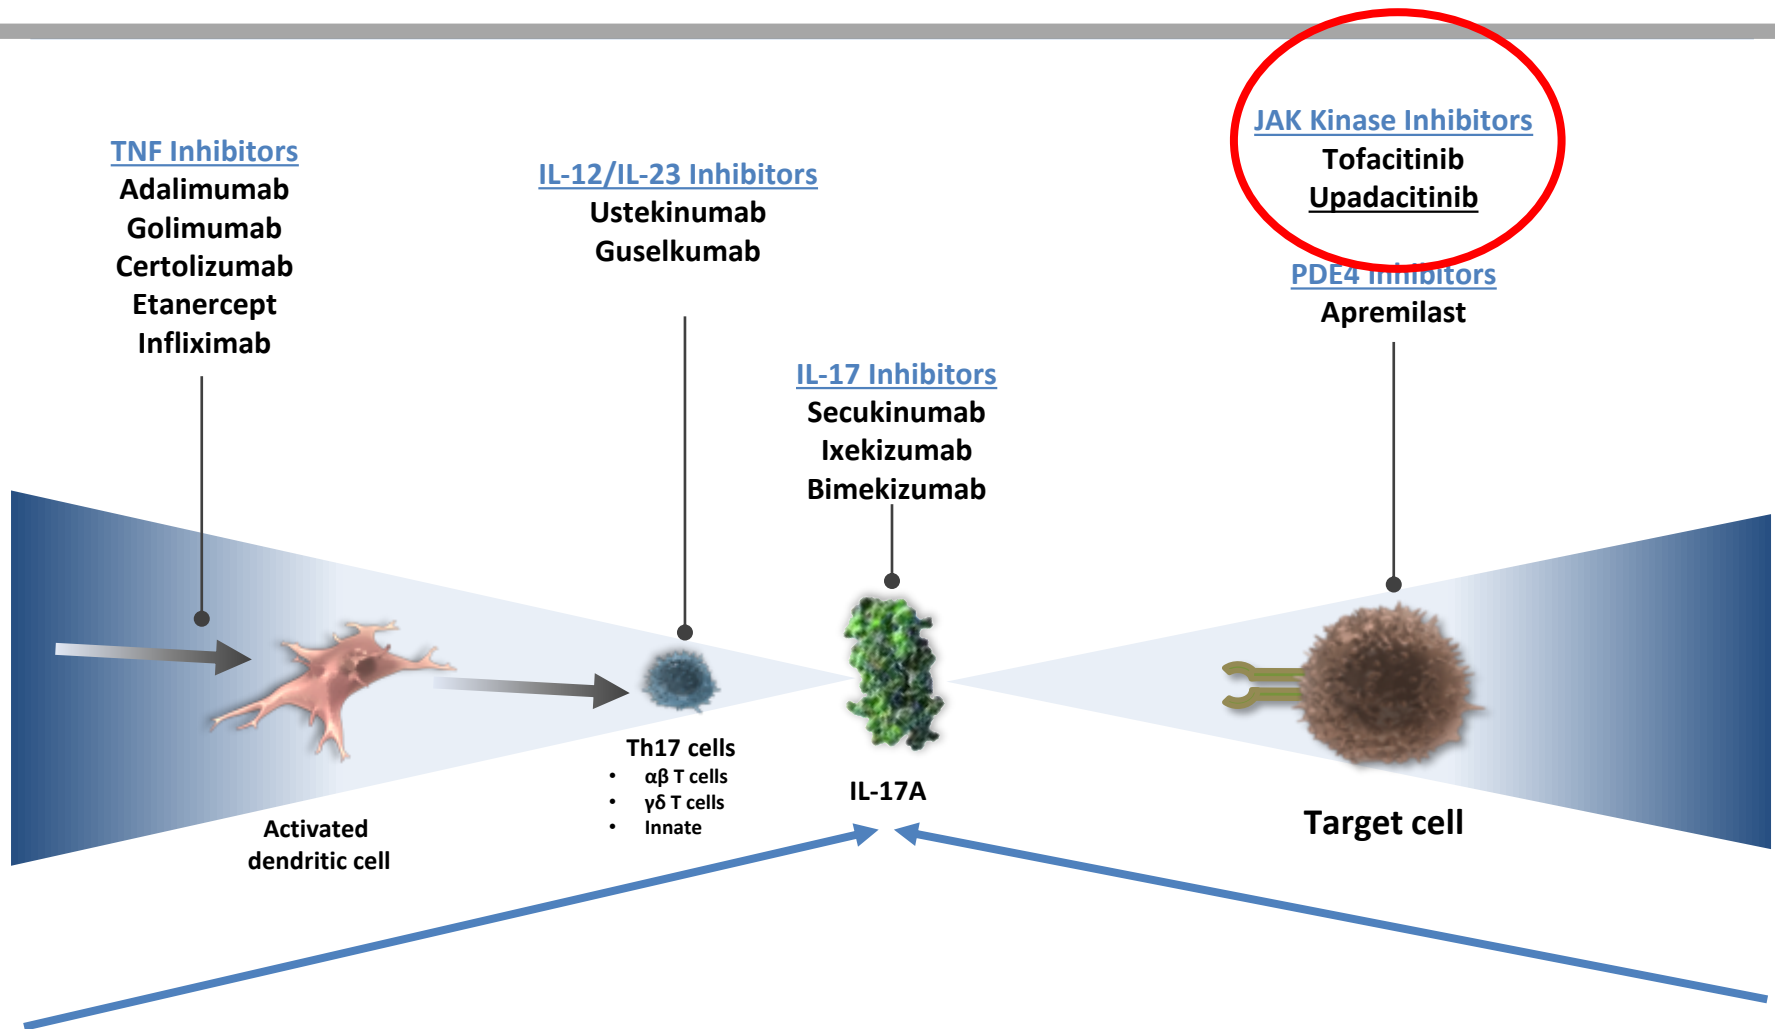 TNF Inhibitors
Adalimumab
Golimumab
Certolizumab
Etanercept
Infliximab
IL-12/IL-23 Inhibitors
Ustekinumab
Guselkumab
IL-17 Inhibitors
Secukinumab
Ixekizumab
Bimekizumab
JAK Kinase Inhibitors
Tofacitinib
Upadacitinib
PDE4 Inhibitors
Apremilast
Activated
dendritic cell
Th17 cells
• αβ T cells
• γδ T cells
• Innate
IL-17A
Target cell